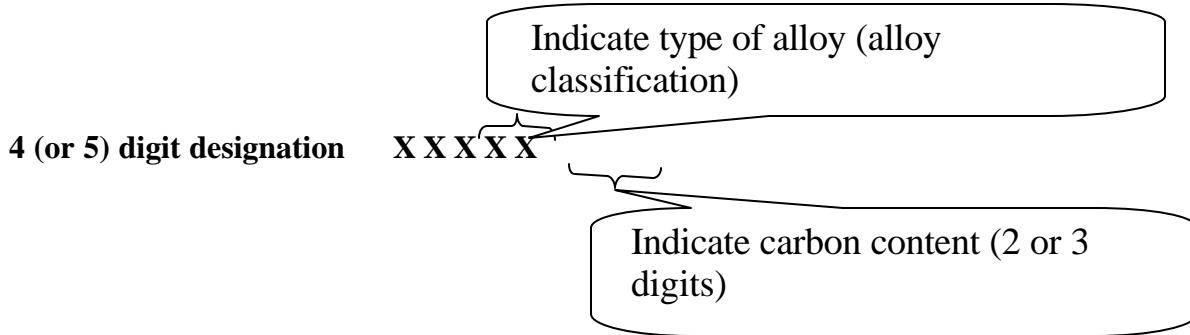 Indicate type of alloy (alloy
classification)
4 (or 5) digit designation X X X X X
Indicate carbon content (2 or 3
digits)